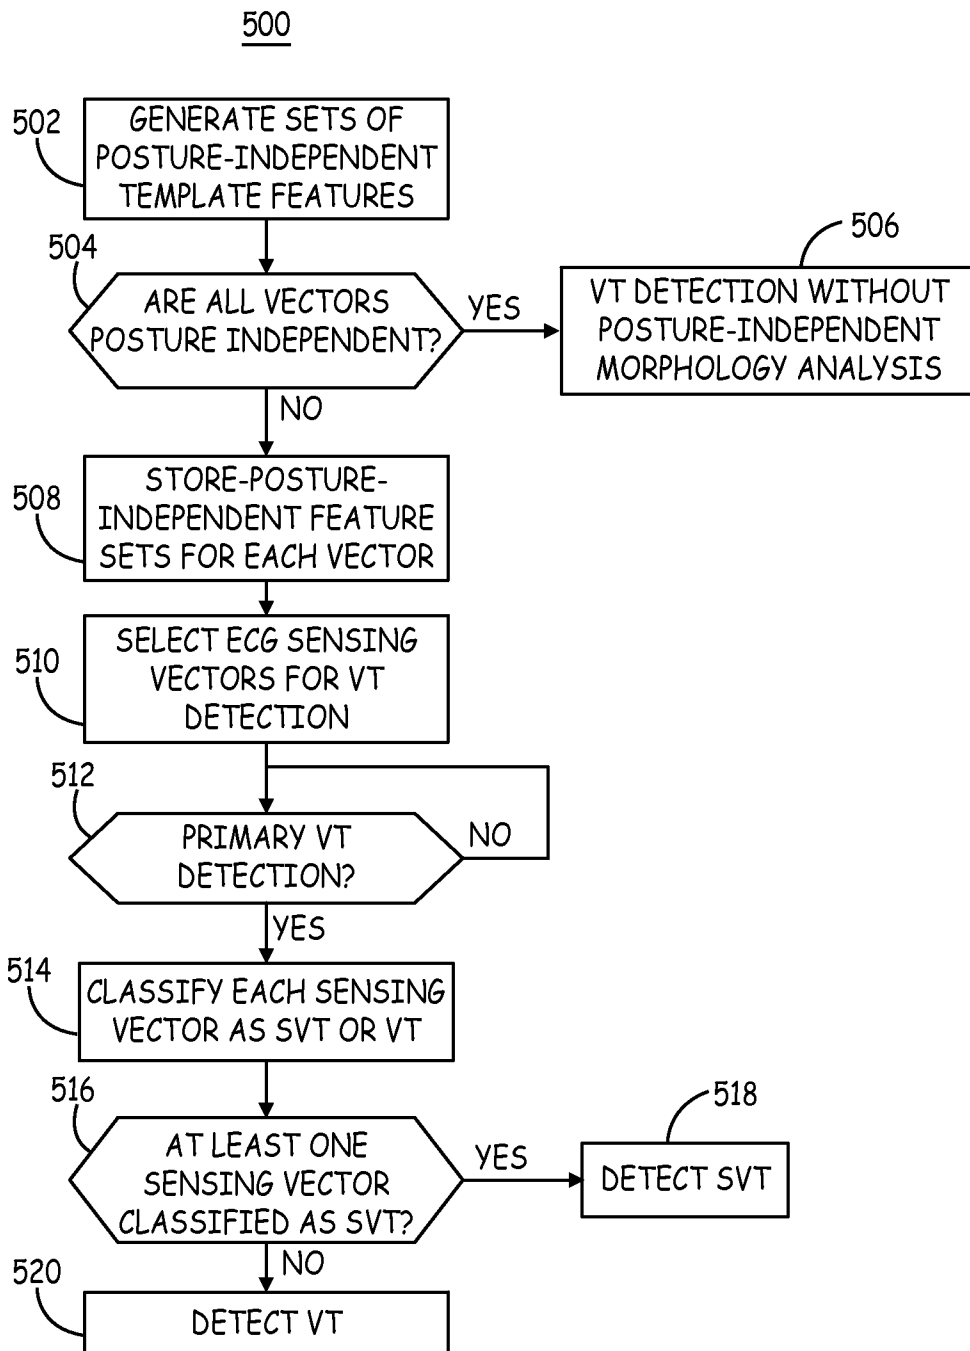 500
502
GENERATE SETS OF
POSTURE-INDEPENDENT
TEMPLATE FEATURES
504
ARE ALL VECTORS
POSTURE INDEPENDENT?
YES
506
VT DETECTION WITHOUT
POSTURE-INDEPENDENT
MORPHOLOGY ANALYSIS
NO
508
STORE-POSTURE-
INDEPENDENT FEATURE
SETS FOR EACH VECTOR
510
SELECT ECG SENSING
VECTORS FOR VT
DETECTION
512
PRIMARY VT
DETECTION?
NO
YES
514
CLASSIFY EACH SENSING
VECTOR AS SVT OR VT
516
AT LEAST ONE
SENSING VECTOR
CLASSIFIED AS SVT?
YES
518
DETECT SVT
NO
520
DETECT VT